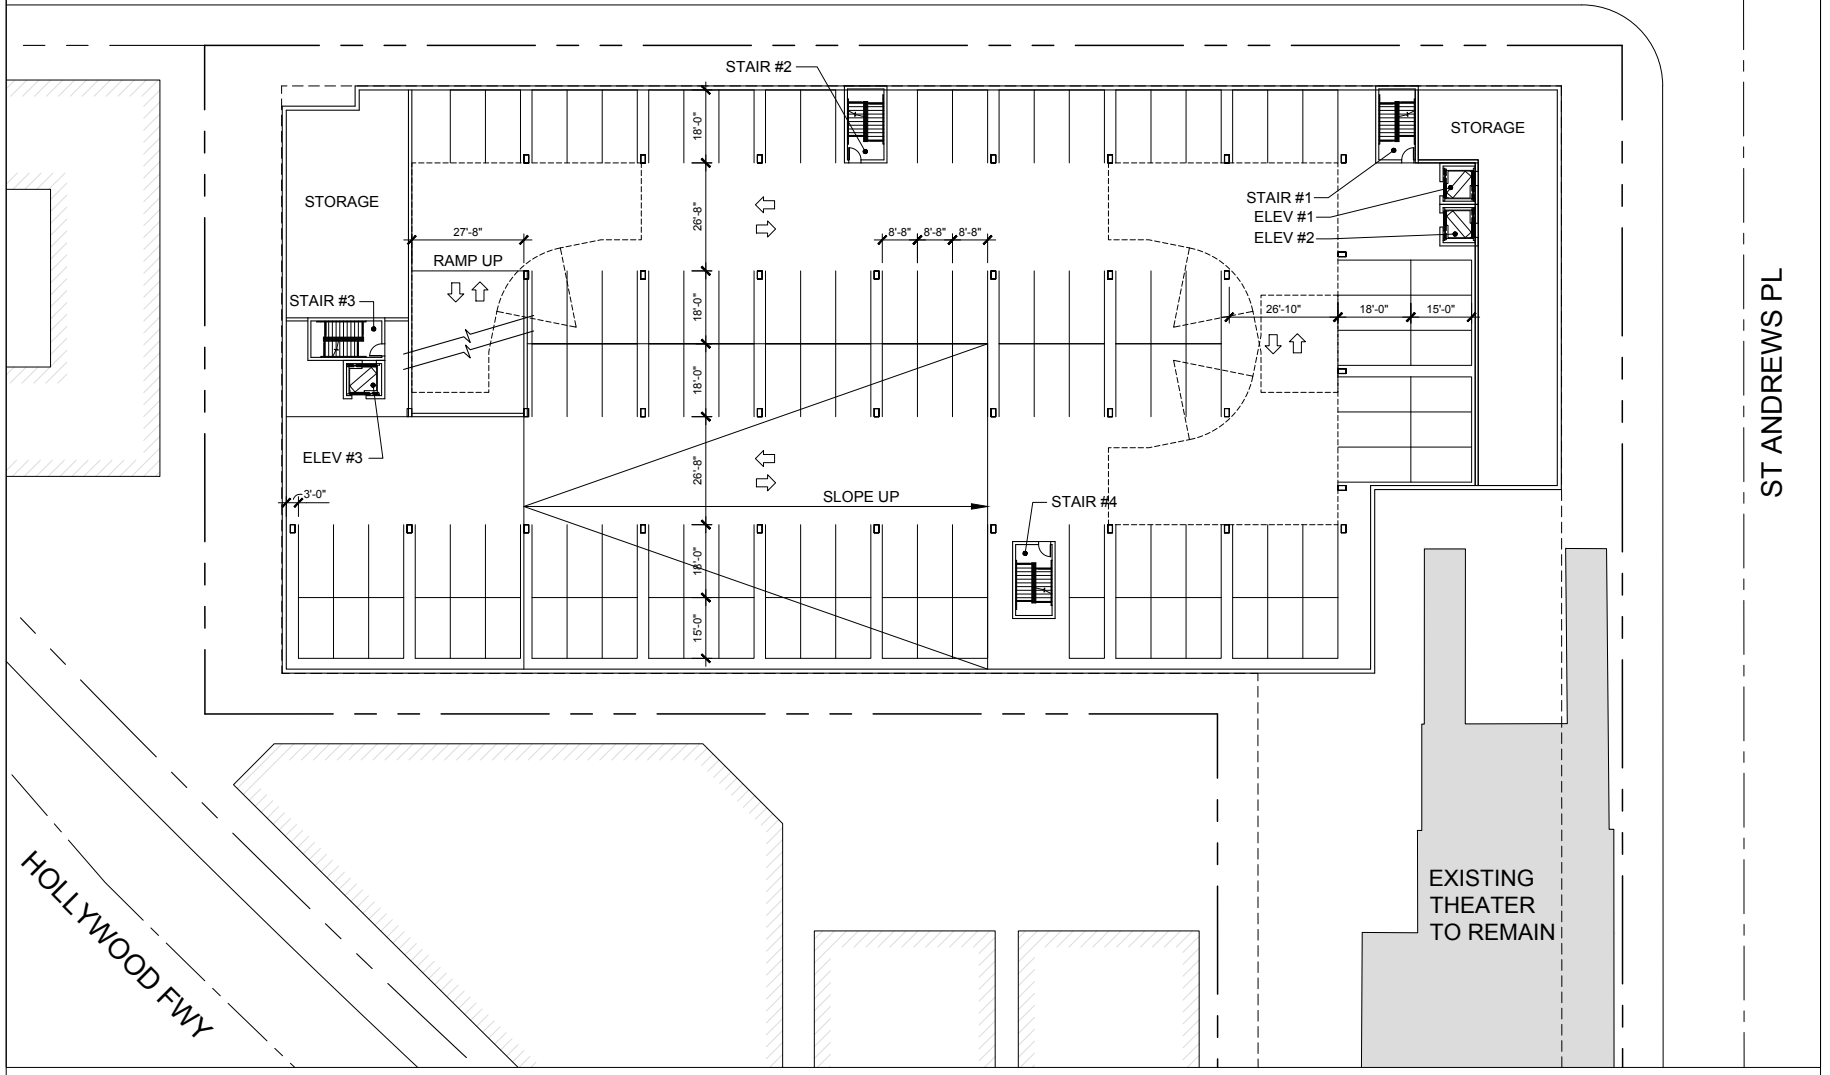 STAIR #2
18'-0"
STORAGE
STORAGE
STAIR #1
ELEV #1
ELEV #2
26'-8"
27'-8"
8'-8"
8'-8"
8'-8"
RAMP UP
STAIR #3
18'-0"
26'-10"
18'-0"
15'-0"
18'-0"
ELEV #3
26'-8"
3'-0"
SLOPE UP
STAIR #4
18'-0"
15'-0"
ST ANDREWS PL
HOLLYWOOD FWY
EXISTING
THEATER
TO REMAIN